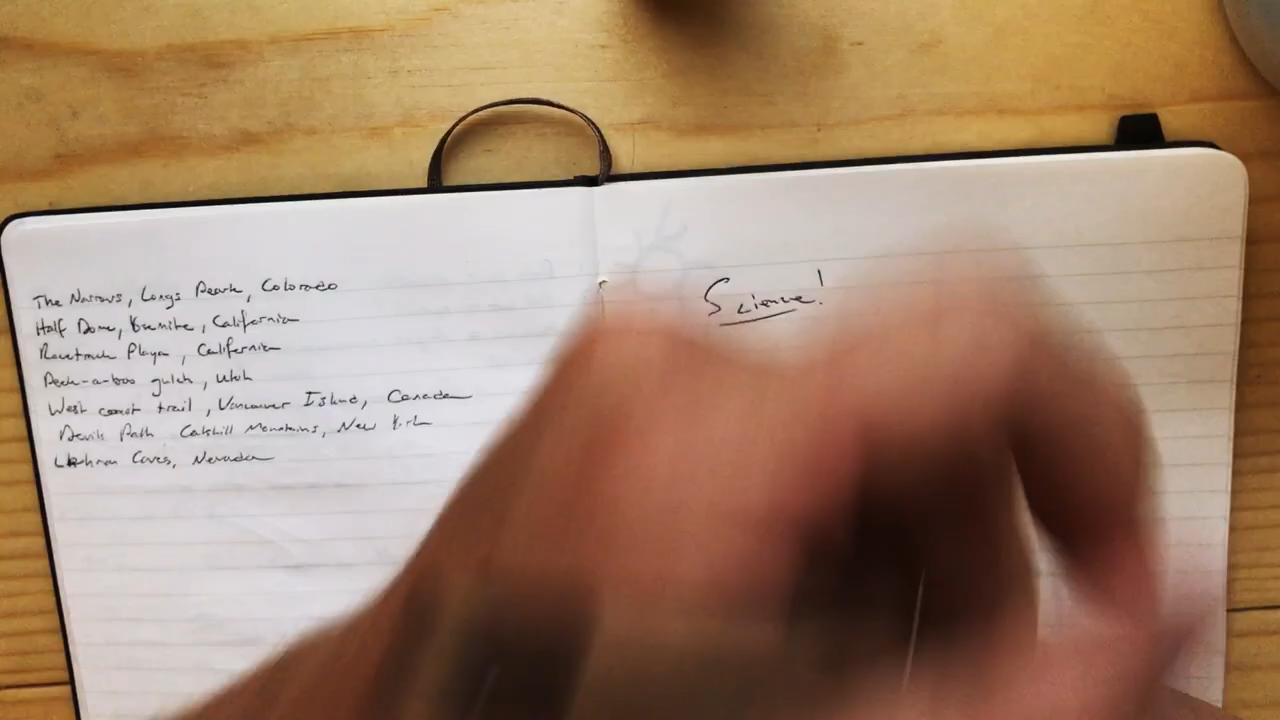 The Narrows, Longs Peak, Colorado
Half Dome, Yosemite, California
Racetrack Playa, California
Peek-a-boo gulch, Utah
West coast trail, Vancouver Island, Canada
Devils Path Catskill Mountains, New York
Lehman Caves, Nevada
Science!